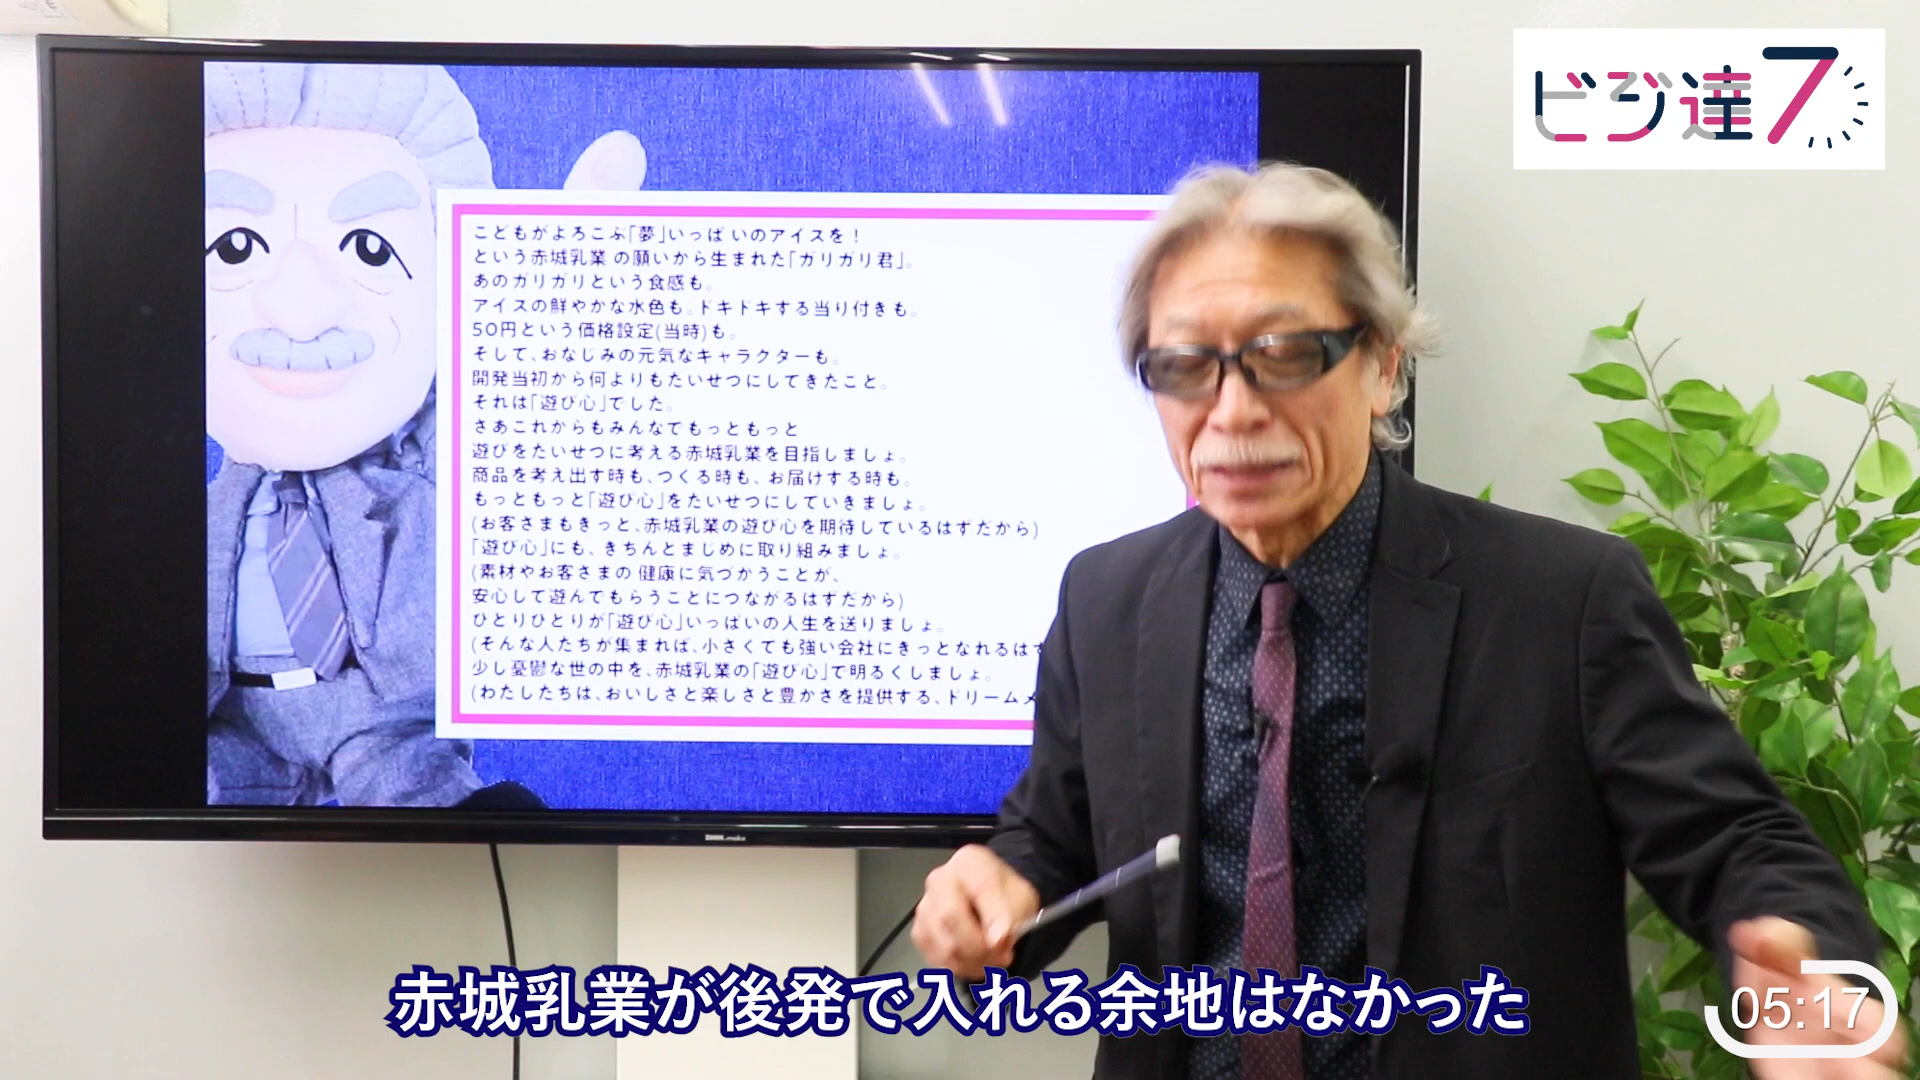 ビジ達7
こどもがよろこぶ「夢」いっぱいのアイスを！
という赤城乳業の願いから生まれた「ガリガリ君」。
あのガリガリという食感も。
アイスの鮮やかな水色も。ドキドキする当り付きも。
50円という価格設定(当時)も。
そして、おなじみの元気なキャラクターも。
開発当初から何よりもたいせつにしてきたこと。
それは「遊び心」でした。
さあこれからもみんなでもっともっと
遊びをたいせつに考える赤城乳業を目指しましょ。
商品を考え出す時も、つくる時も、お届けする時も。
もっともっと「遊び心」をたいせつにしていきましょ。
(お客さまもきっと、赤城乳業の遊び心を期待しているはずだから)
「遊び心」にも、きちんとまじめに取り組みましょ。
(素材やお客さまの健康に気づかうことが、
安心して遊んでもらうことにつながるはずだから)
ひとりひとりが「遊び心」いっぱいの人生を送りましょ。
(そんな人たちが集まれば、小さくても強い会社にきっとなれるはず
少し憂鬱な世の中を、赤城乳業の「遊び心」で明るくしましょ。
(わたしたちは、おいしさと楽しさと豊かさを提供する、ドリームメ
DMM.make
赤城乳業が後発で入れる余地はなかった
05:17